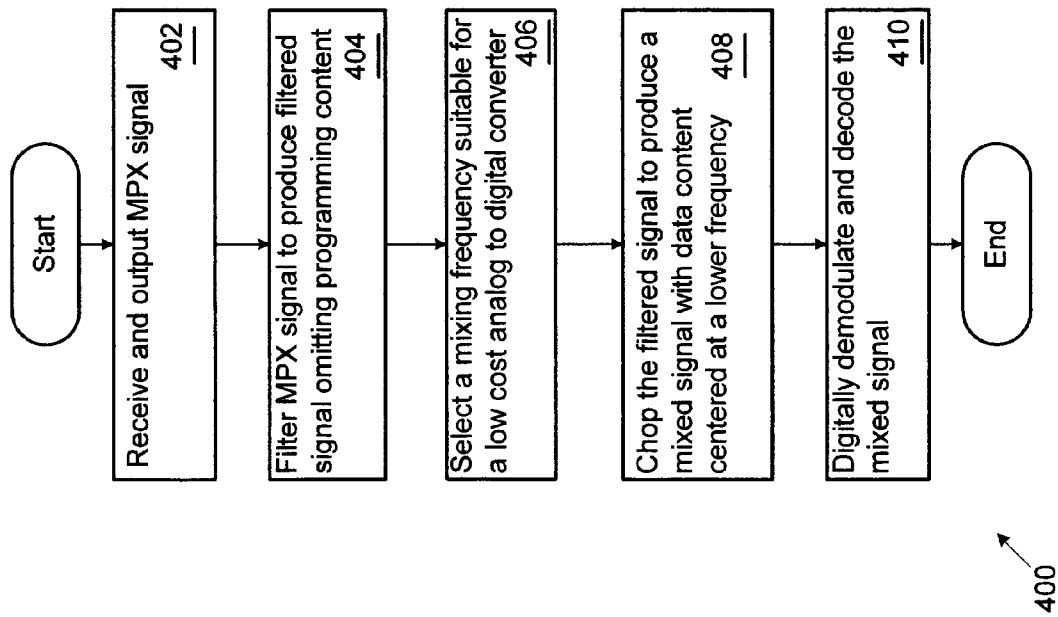 Start
Receive and output MPX signal
402
Filter MPX signal to produce filtered
signal omitting programming content
404
Select a mixing frequency suitable for
a low cost analog to digital converter
406
Chop the filtered signal to produce a
mixed signal with data content
centered at a lower frequency
408
Digitally demodulate and decode the
mixed signal
410
End
400